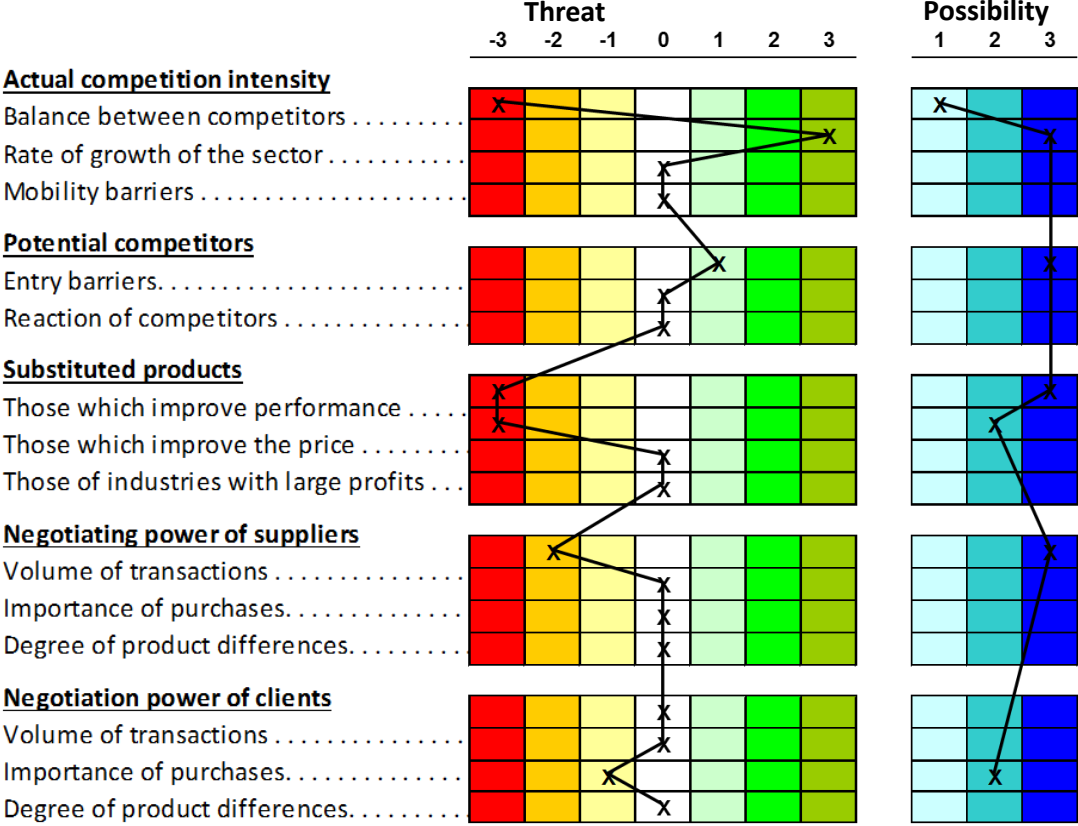 Threat Possibility
-3 -2 -1 0 1 2 3 1 2 3
Actual competition intensity
Balance between competitors . . . . . . . . . X X
Rate of growth of the sector . . . . . . . . . . . X X
Mobility barriers . . . . . . . . . . . . . . . . . . . . . X
X
Potential competitors
Entry barriers. . . . . . . . . . . . . . . . . . . . . . . . . X X
Reaction of competitors . . . . . . . . . . . . . . . X
X
Substituted products
Those which improve performance . . . . . X X
Those which improve the price . . . . . . . . . X X
Those of industries with large profits . . . X
X
Negotiating power of suppliers
Volume of transactions . . . . . . . . . . . . . . . X X
Importance of purchases. . . . . . . . . . . . . . X
Degree of product differences. . . . . . . . . . X
X
Negotiation power of clients
X
Volume of transactions . . . . . . . . . . . . . . . X
Importance of purchases. . . . . . . . . . . . . . X X
Degree of product differences. . . . . . . . . . X